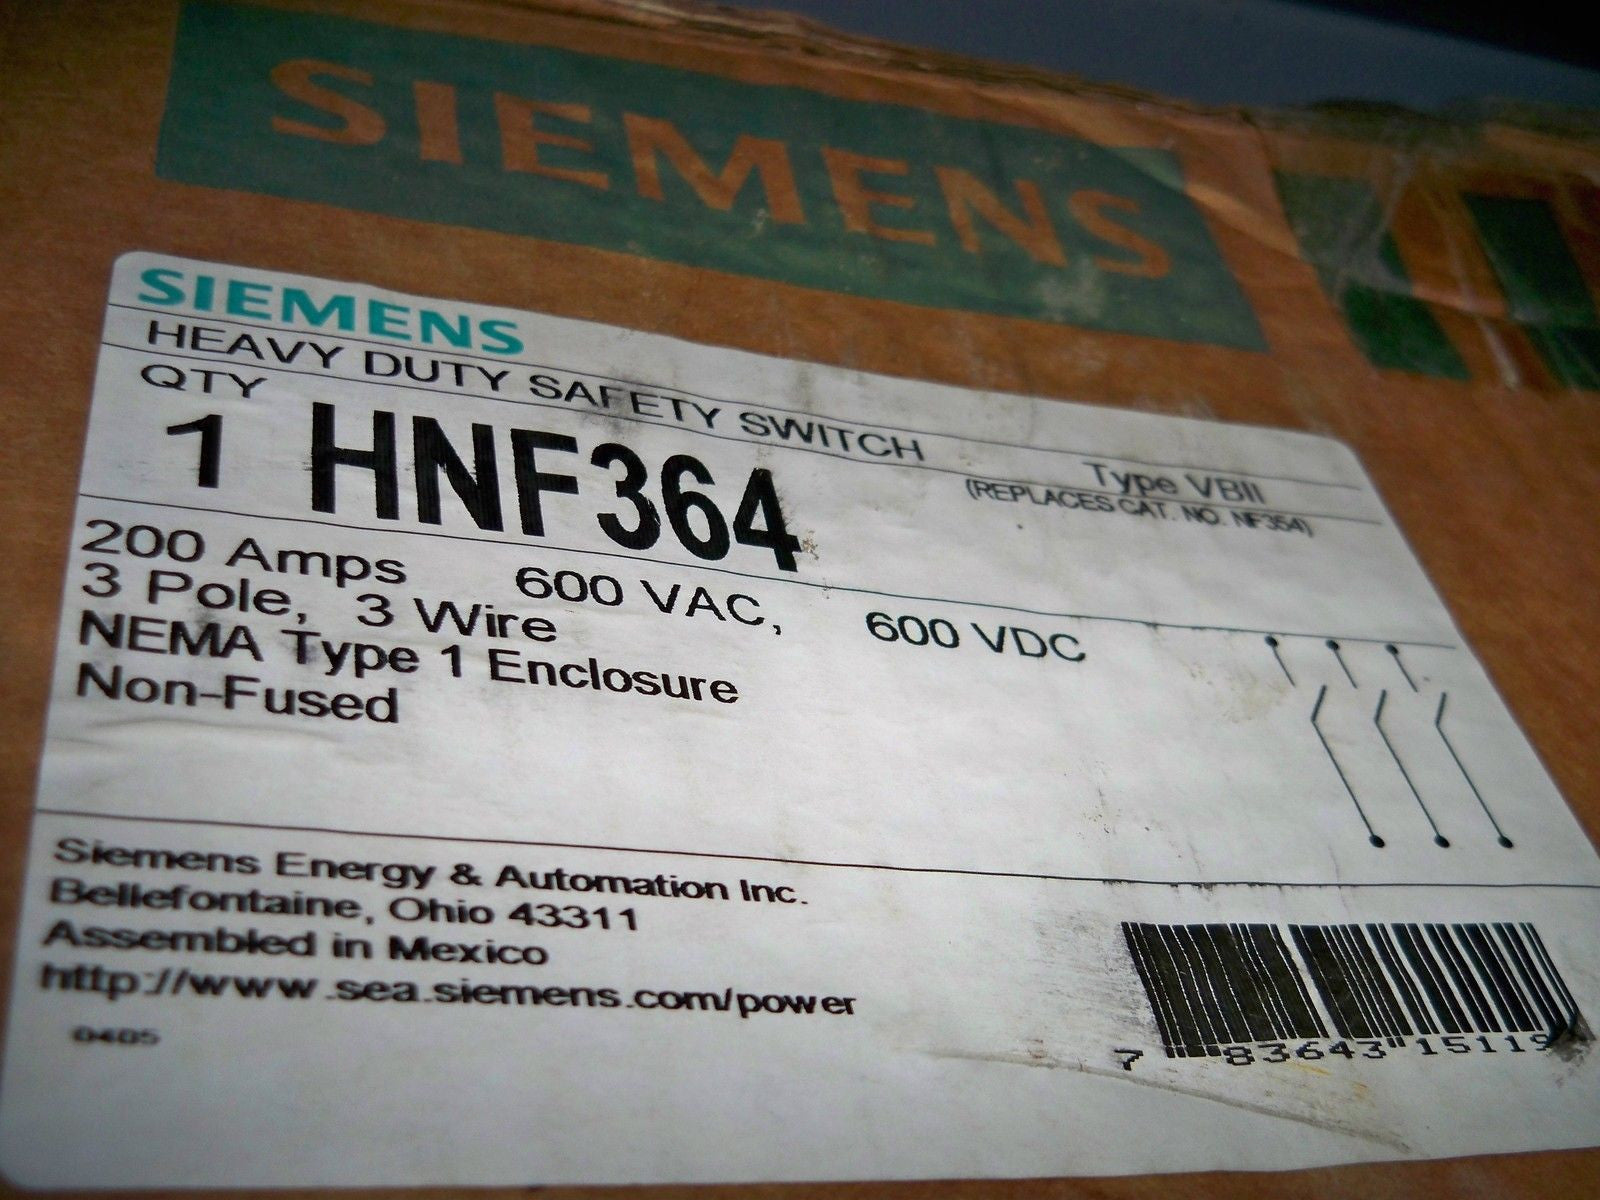 SIEMENS
SIEMENS
HEAVY DUTY SAFETY SWITCH
Type VBII
QTY
(REPLACES CAT. NO. NF354)
1 HNF364
200 Amps 600 VAC, 600 VDC
3 Pole, 3 Wire
NEMA Type 1 Enclosure
Non-Fused
Siemens Energy & Automation Inc.
Bellefontaine, Ohio 43311
Assembled in Mexico
http://www.sea.siemens.com/power
0405
7 83643 15119